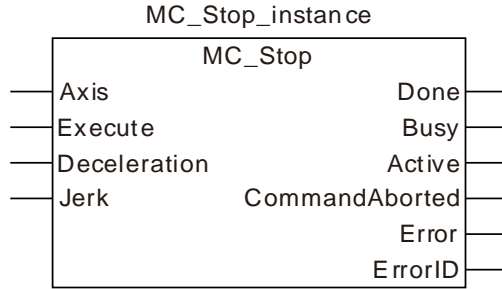 MC_Stop_instance
MC_Stop
Axis Done
Execute Busy
Deceleration Active
Jerk CommandAborted
Error
ErrorID